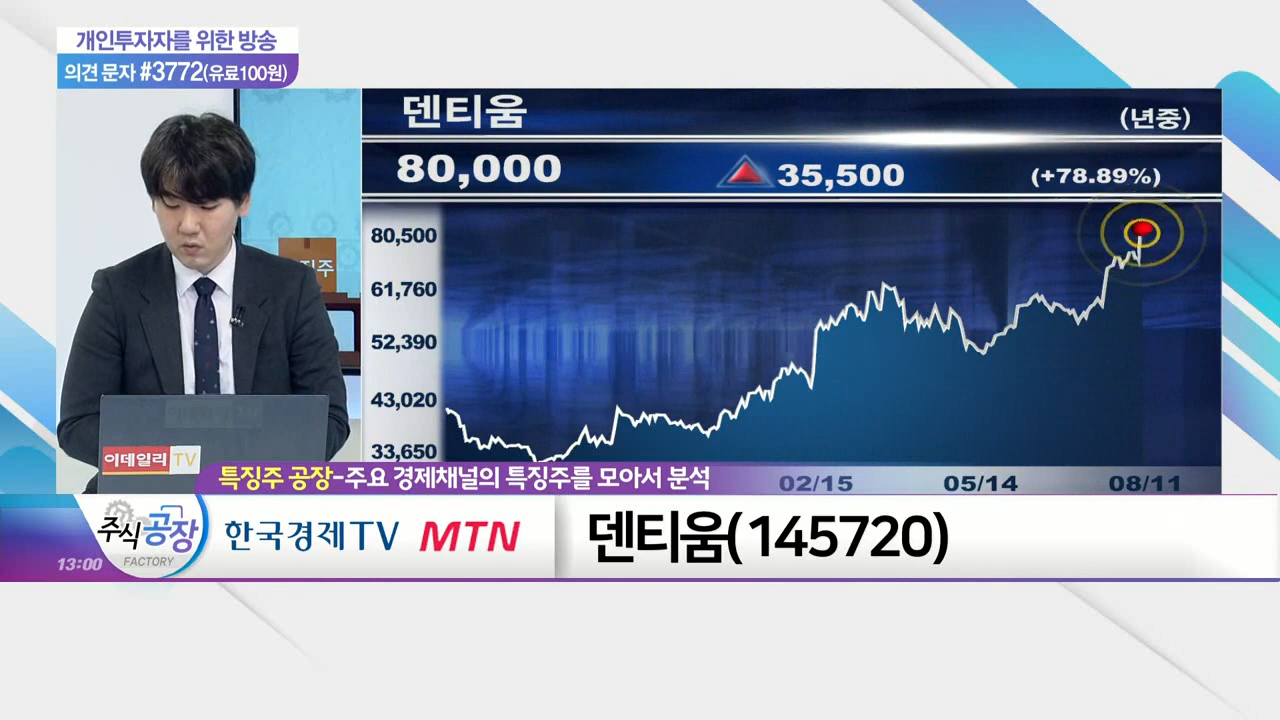 개인투자자를 위한 방송
의견 문자 #3772(유료100원)
덴티움
(년중)
80,000
35,500
(+78.89%)
80,500
61,760
52,390
43,020
33,650
02/15
05/14
08/11
징주
이데일리 TV
특징주 공장-주요 경제채널의 특징주를 모아서 분석
주식공장
FACTORY
13:00
한국경제TV
MTN
덴티움(145720)